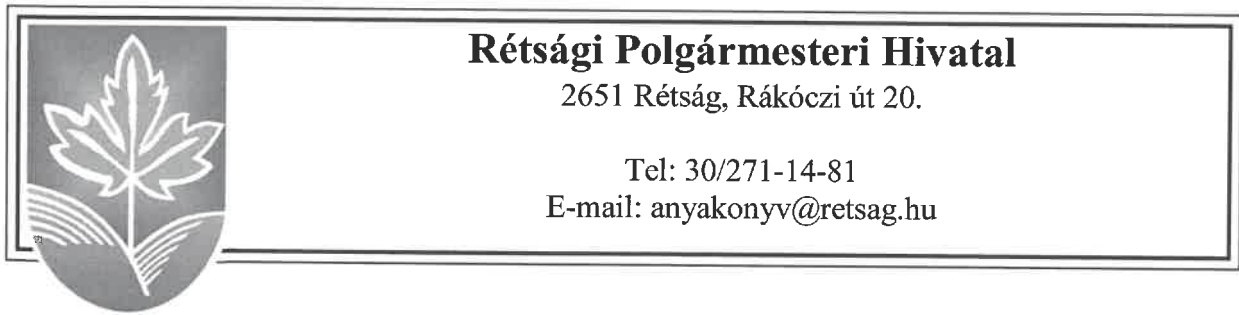 Rétsági Polgármesteri Hivatal
2651 Rétság, Rákóczi út 20.
Tel: 30/271-14-81
E-mail: anyakonyv@retsag.hu